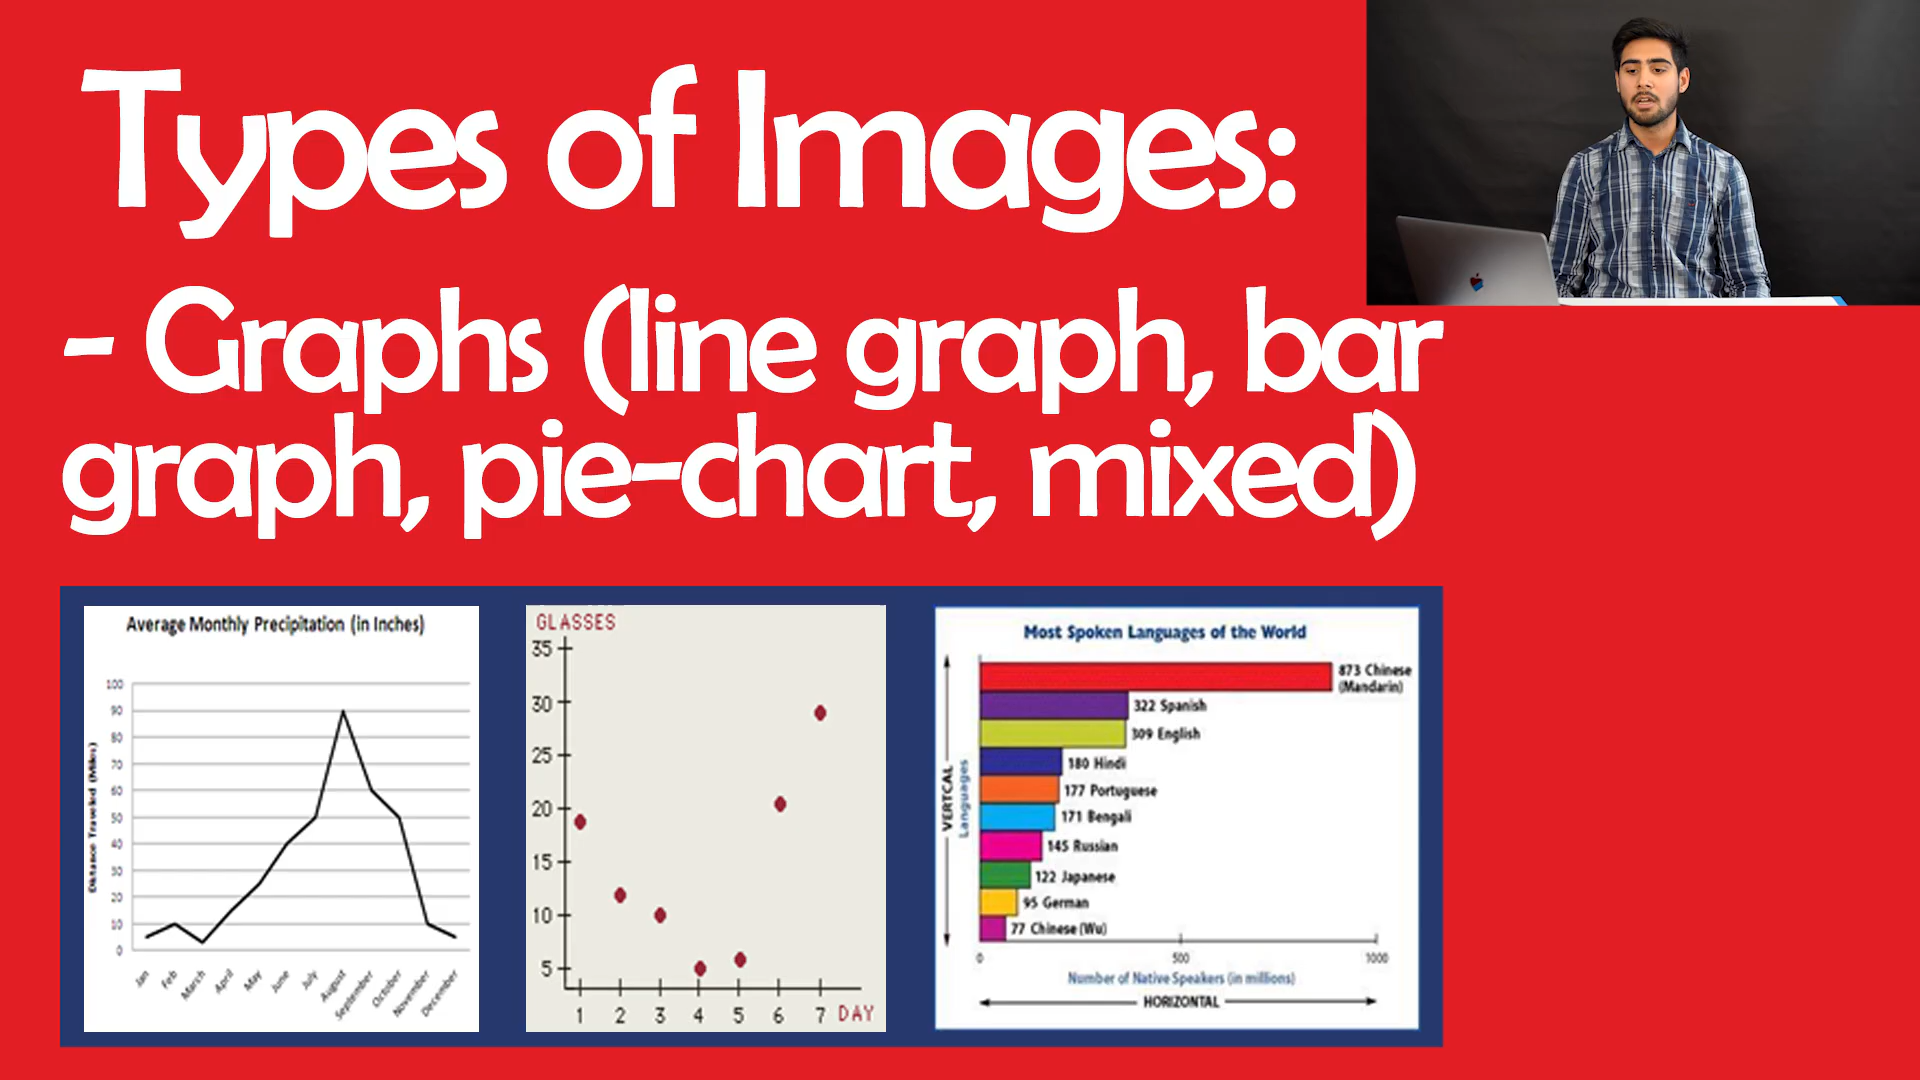 Types of Images:
- Graphs (line graph, bar
graph, pie-chart, mixed)
Average Monthly Precipitation (in Inches)
Distance Traveled (Miles)
100
90
80
70
60
50
40
30
20
10
0
Jan
Feb
March
April
May
June
July
August
September
October
November
December
GLASSES
35
30
25
20
15
10
5
1 2 3 4 5 6 7 DAY
Most Spoken Languages of the World
VERTCAL
Languages
873 Chinese
(Mandarin)
322 Spanish
309 English
180 Hindi
177 Portuguese
171 Bengali
145 Russian
122 Japanese
95 German
77 Chinese (Wu)
0 500 1000
Number of Native Speakers (in millions)
HORIZONTAL